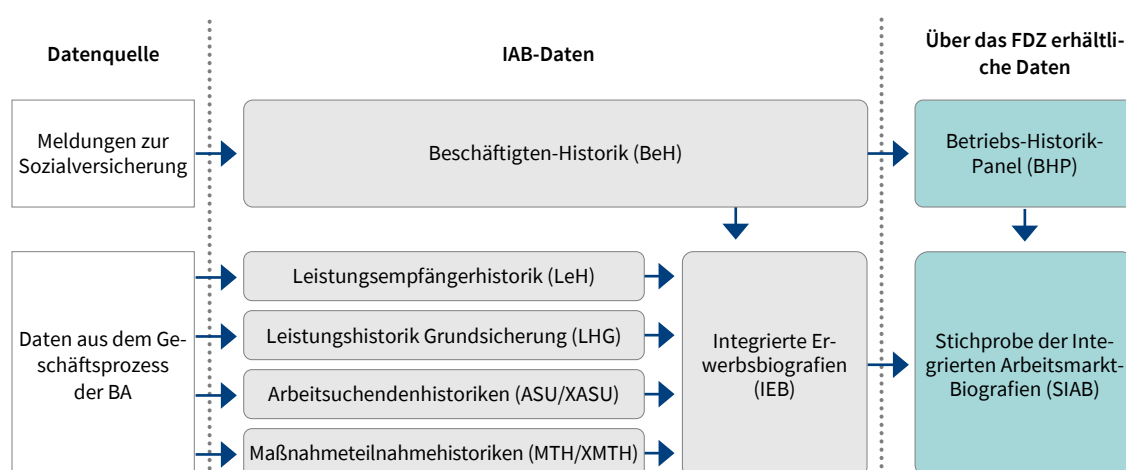 Datenquelle
IAB-Daten
Über das FDZ erhältli-
che Daten
Meldungen zur
Sozialversicherung
Beschäftigten-Historik (BeH)
Betriebs-Historik-
Panel (BHP)
Daten aus dem Ge-
schäftsprozess
der BA
Leistungsempfängerhistorik (LeH)
Leistungshistorik Grundsicherung (LHG)
Arbeitsuchendenhistoriken (ASU/XASU)
Maßnahmeteilnahmehistoriken (MTH/XMTH)
Integrierte Er-
werbsbiografien
(IEB)
Stichprobe der Inte-
grierten Arbeitsmarkt-
Biografien (SIAB)